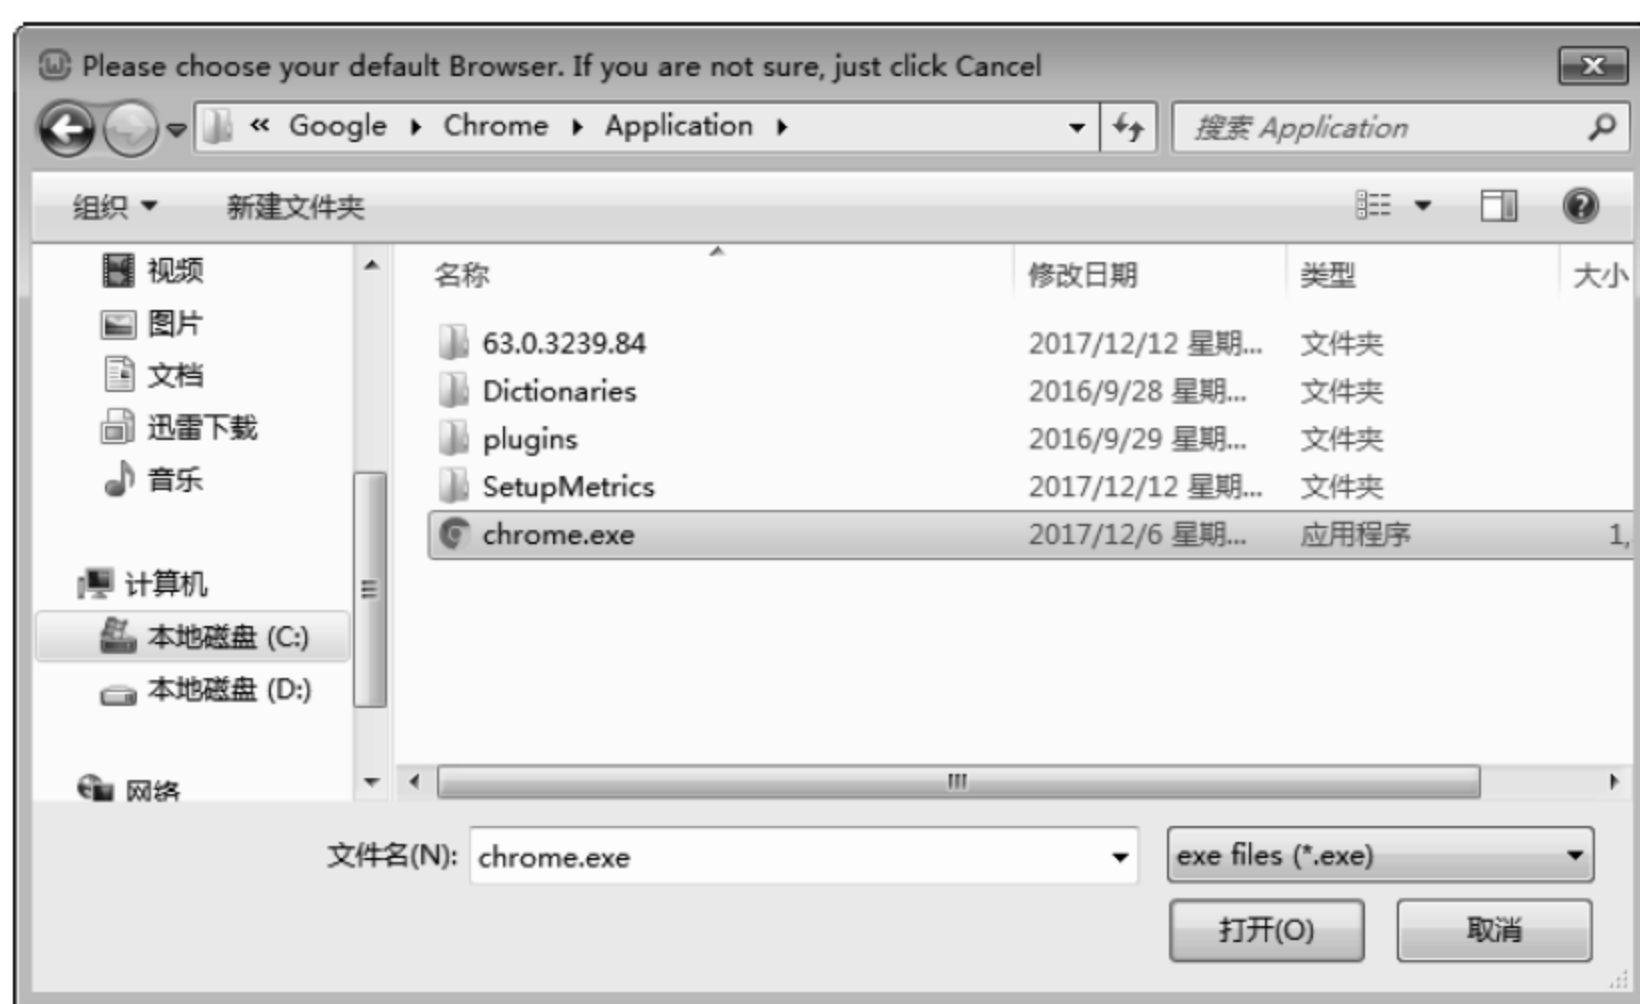 Please choose your default Browser. If you are not sure, just click Cancel
« Google ▸ Chrome ▸ Application ▸
搜索 Application
组织 ▼ 新建文件夹
视频
图片
文档
迅雷下载
音乐
计算机
本地磁盘 (C:)
本地磁盘 (D:)
网络
名称 修改日期 类型 大小
63.0.3239.84 2017/12/12 星期... 文件夹
Dictionaries 2016/9/28 星期... 文件夹
plugins 2016/9/29 星期... 文件夹
SetupMetrics 2017/12/12 星期... 文件夹
chrome.exe 2017/12/6 星期... 应用程序 1,
文件名(N): chrome.exe exe files (*.exe)
打开(O) 取消